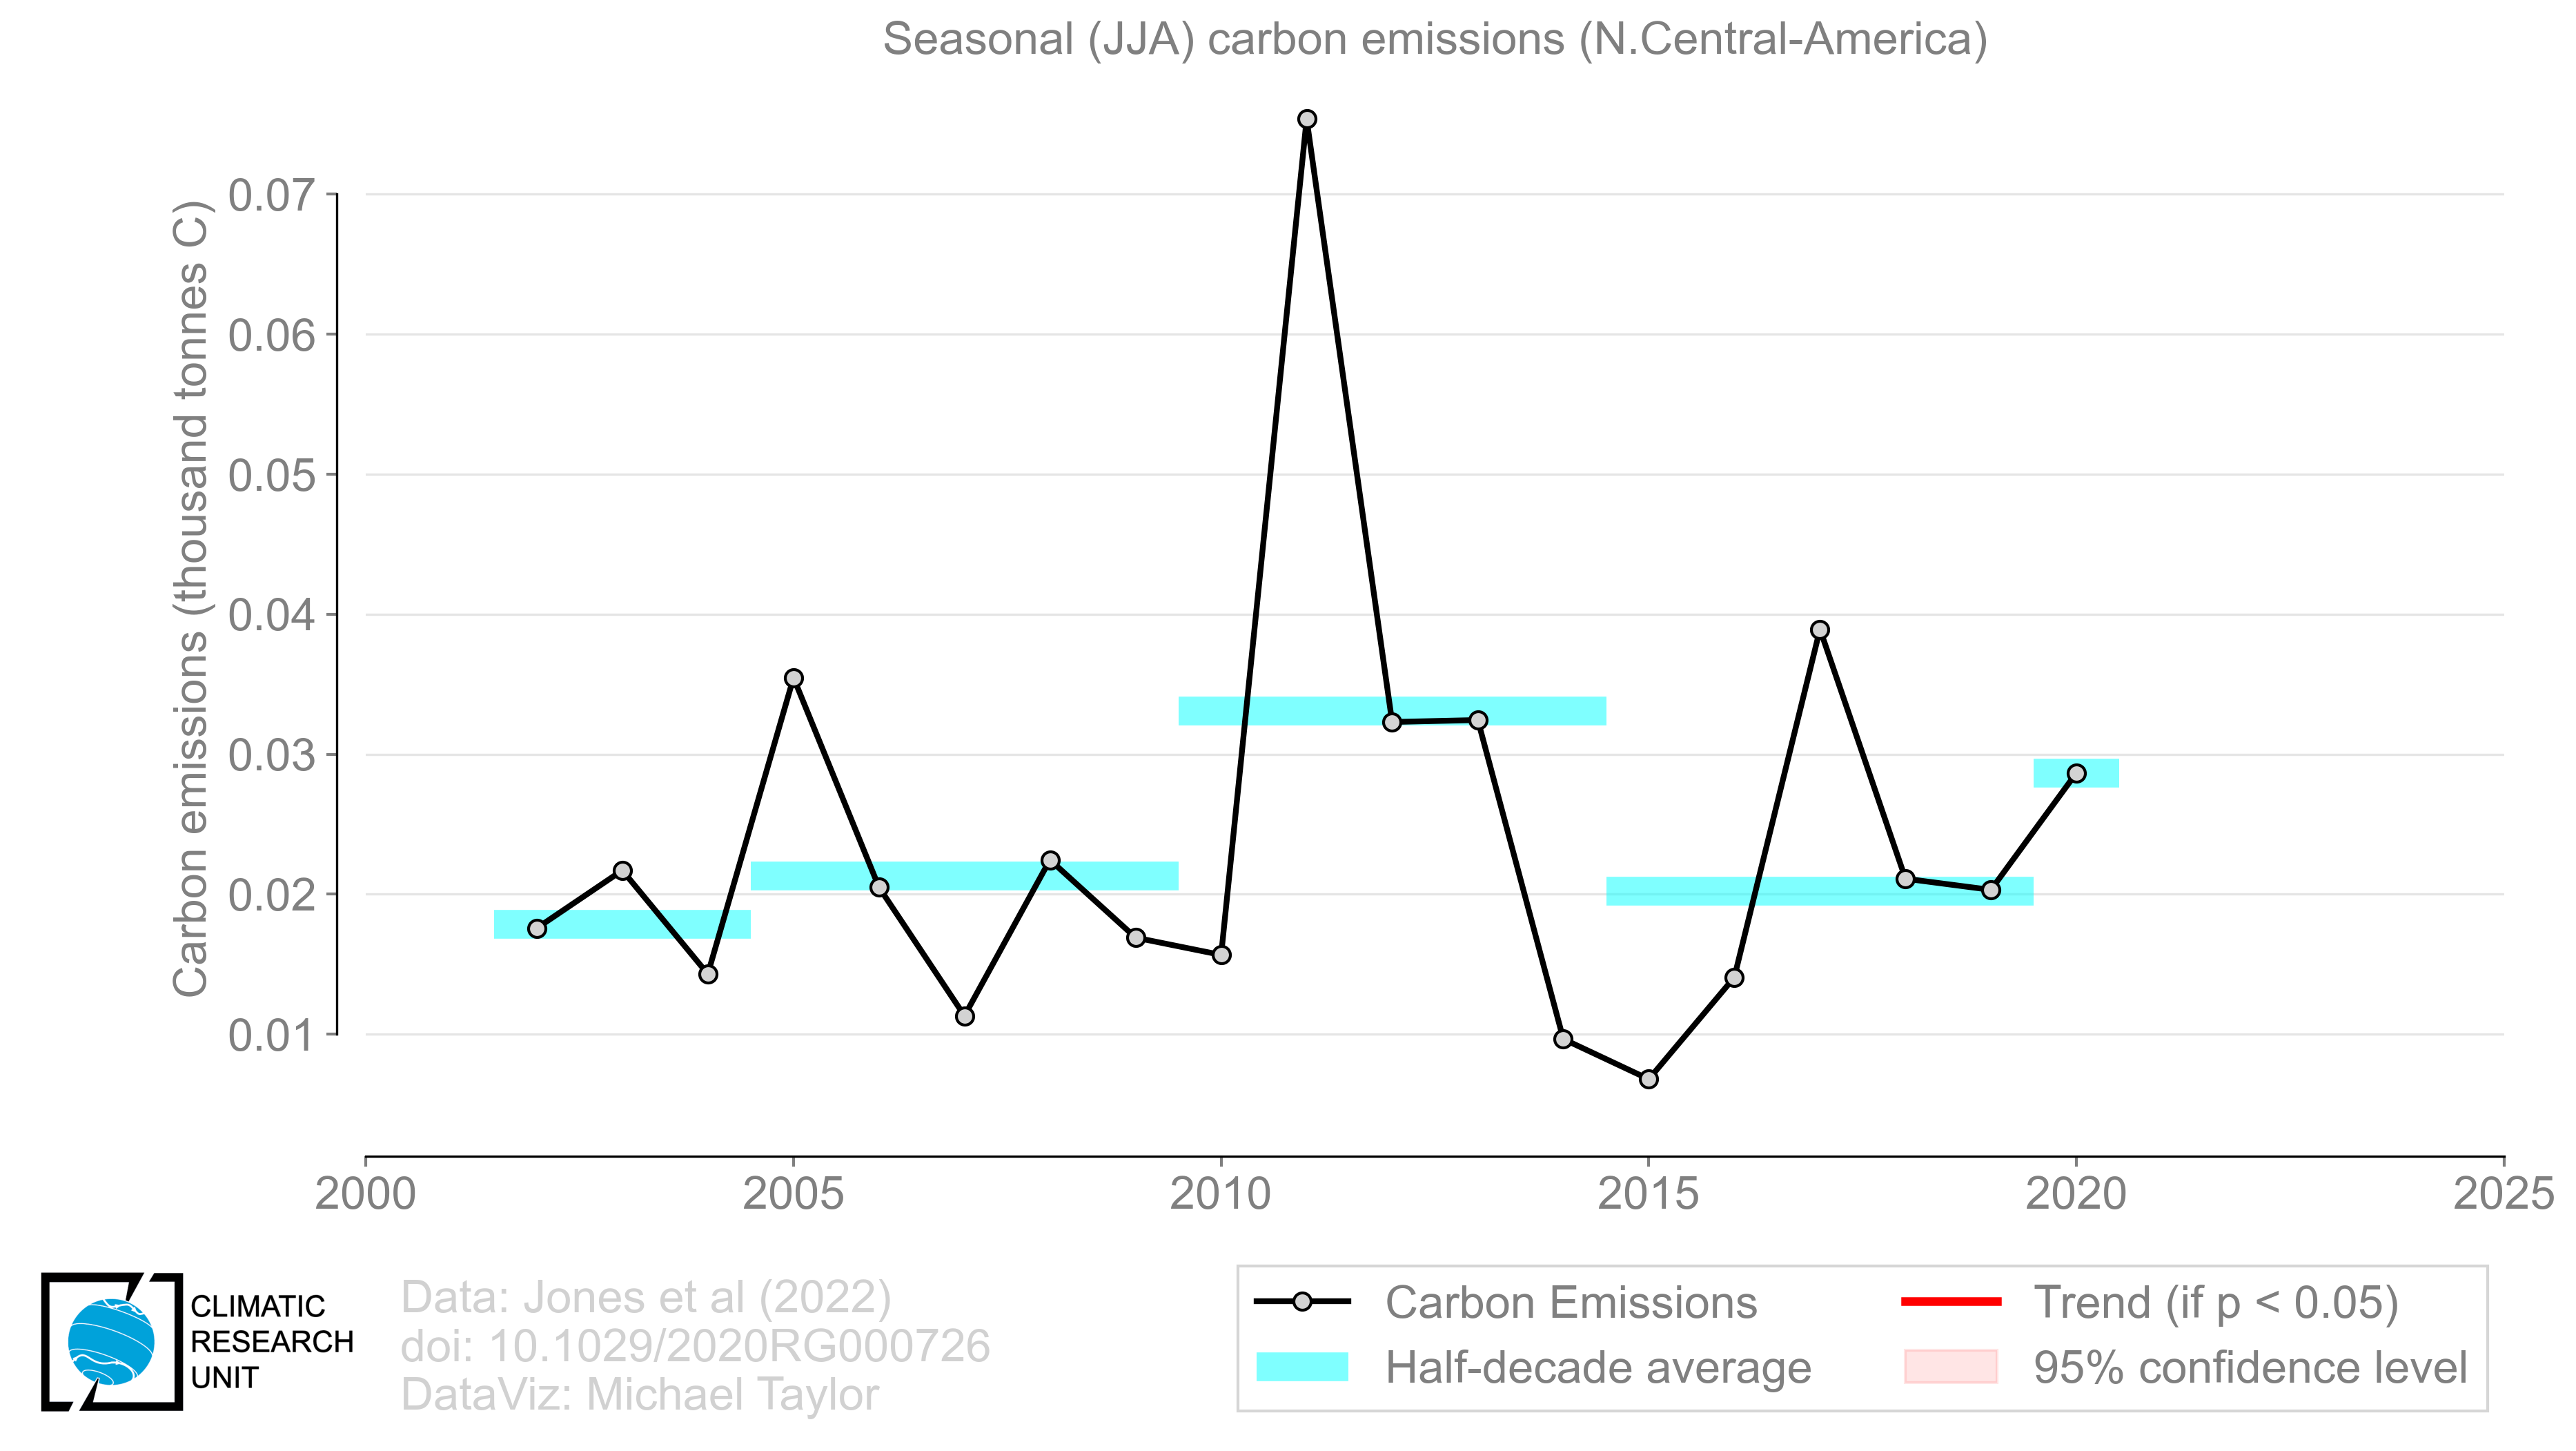 Seasonal (JJA) carbon emissions (N.Central-America)
Carbon emissions (thousand tonnes C)
0.07
0.06
0.05
0.04
0.03
0.02
0.01
2000
2005
2010
2015
2020
2025
CLIMATIC
RESEARCH
UNIT
Data: Jones et al (2022)
doi: 10.1029/2020RG000726
DataViz: Michael Taylor
Carbon Emissions
Half-decade average
Trend (if p < 0.05)
95% confidence level